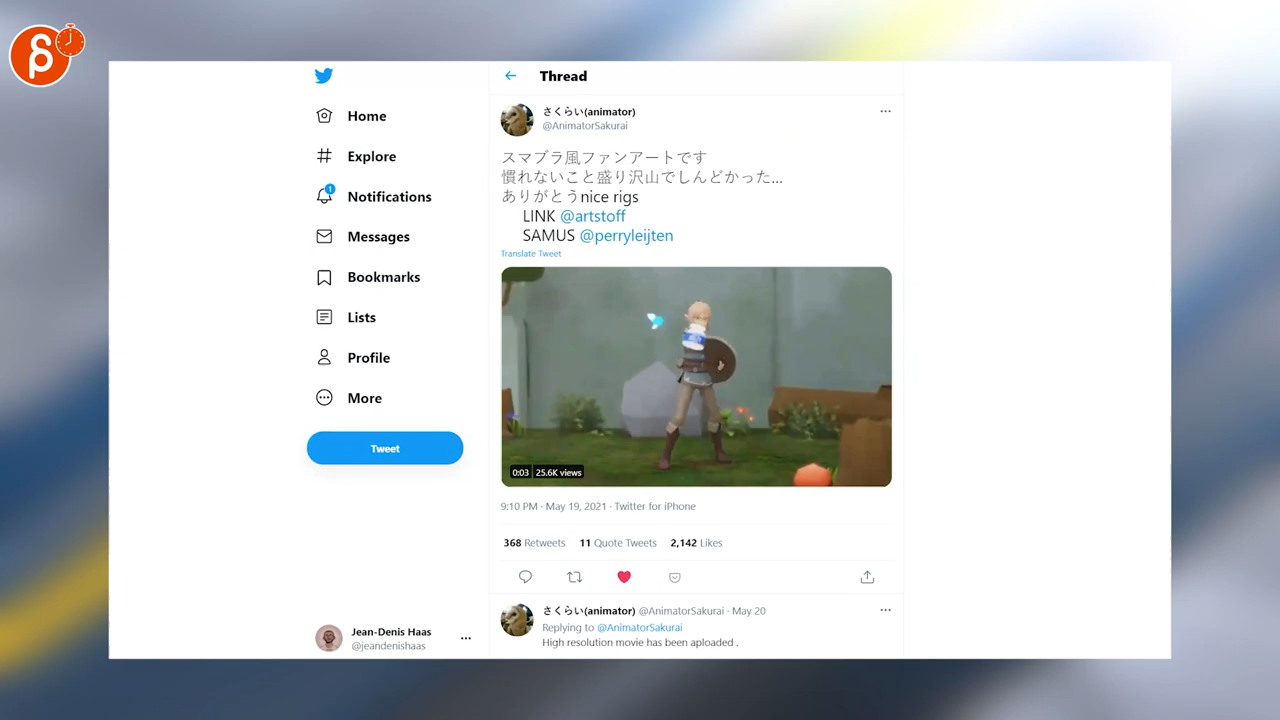 Thread
さくらい(animator)
@AnimatorSakurai
スマブラ風ファンアートです
慣れないこと盛り沢山でしんどかった...
ありがとうnice rigs
LINK @artstoff
SAMUS @perryleijten
Translate Tweet
0:03 25.6K views
9:10 PM · May 19, 2021 · Twitter for iPhone
368 Retweets 11 Quote Tweets 2,142 Likes
さくらい(animator) @AnimatorSakurai · May 20
Replying to @AnimatorSakurai
High resolution movie has been aploaded .
Home
Explore
1
Notifications
Messages
Bookmarks
Lists
Profile
More
Tweet
Jean-Denis Haas
@jeandenishaas